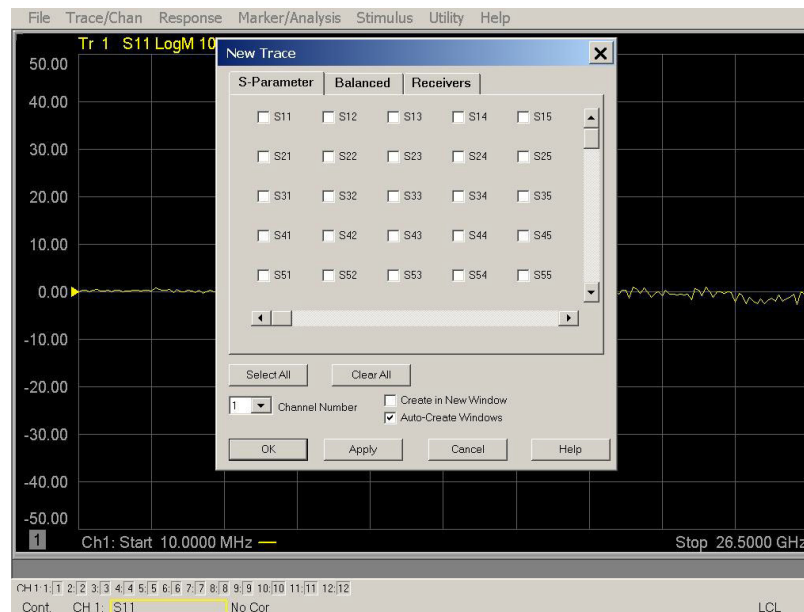 File Trace/Chan Response Marker/Analysis Stimulus Utility Help
Tr 1 S11 LogM 10
New Trace
S-Parameter Balanced Receivers
S11 S12 S13 S14 S15
S21 S22 S23 S24 S25
S31 S32 S33 S34 S35
S41 S42 S43 S44 S45
S51 S52 S53 S54 S55
Select All Clear All
1 Channel Number
Create in New Window
Auto-Create Windows
OK Apply Cancel Help
50.00
40.00
30.00
20.00
10.00
0.00
-10.00
-20.00
-30.00
-40.00
-50.00
1 Ch1: Start 10.0000 MHz Stop 26.5000 GHz
CH 1: 1: 1 2: 2 3: 3 4: 4 5: 5 6: 6 7: 7 8: 8 9: 9 10: 10 11: 11 12: 12
Cont. CH 1: S11 No Cor LCL